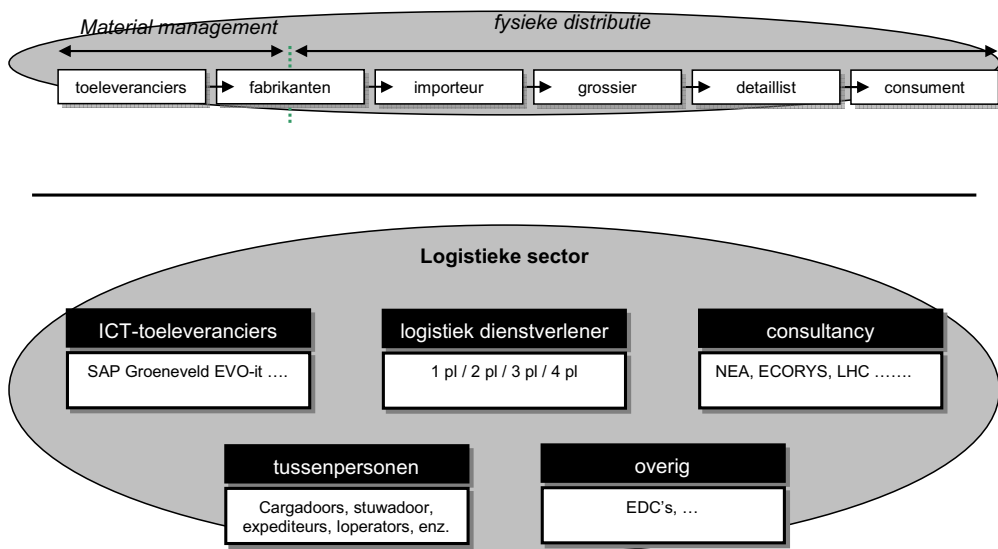 Material management
fysieke distributie
toeleveranciers
fabrikanten
importeur
grossier
detaillist
consument
Logistieke sector
ICT-toeleveranciers
SAP Groeneveld EVO-it ….
logistiek dienstverlener
1 pl / 2 pl / 3 pl / 4 pl
consultancy
NEA, ECORYS, LHC …….
tussenpersonen
Cargadoors, stuwadoor,
expediteurs, loperators, enz.
overig
EDC's, …